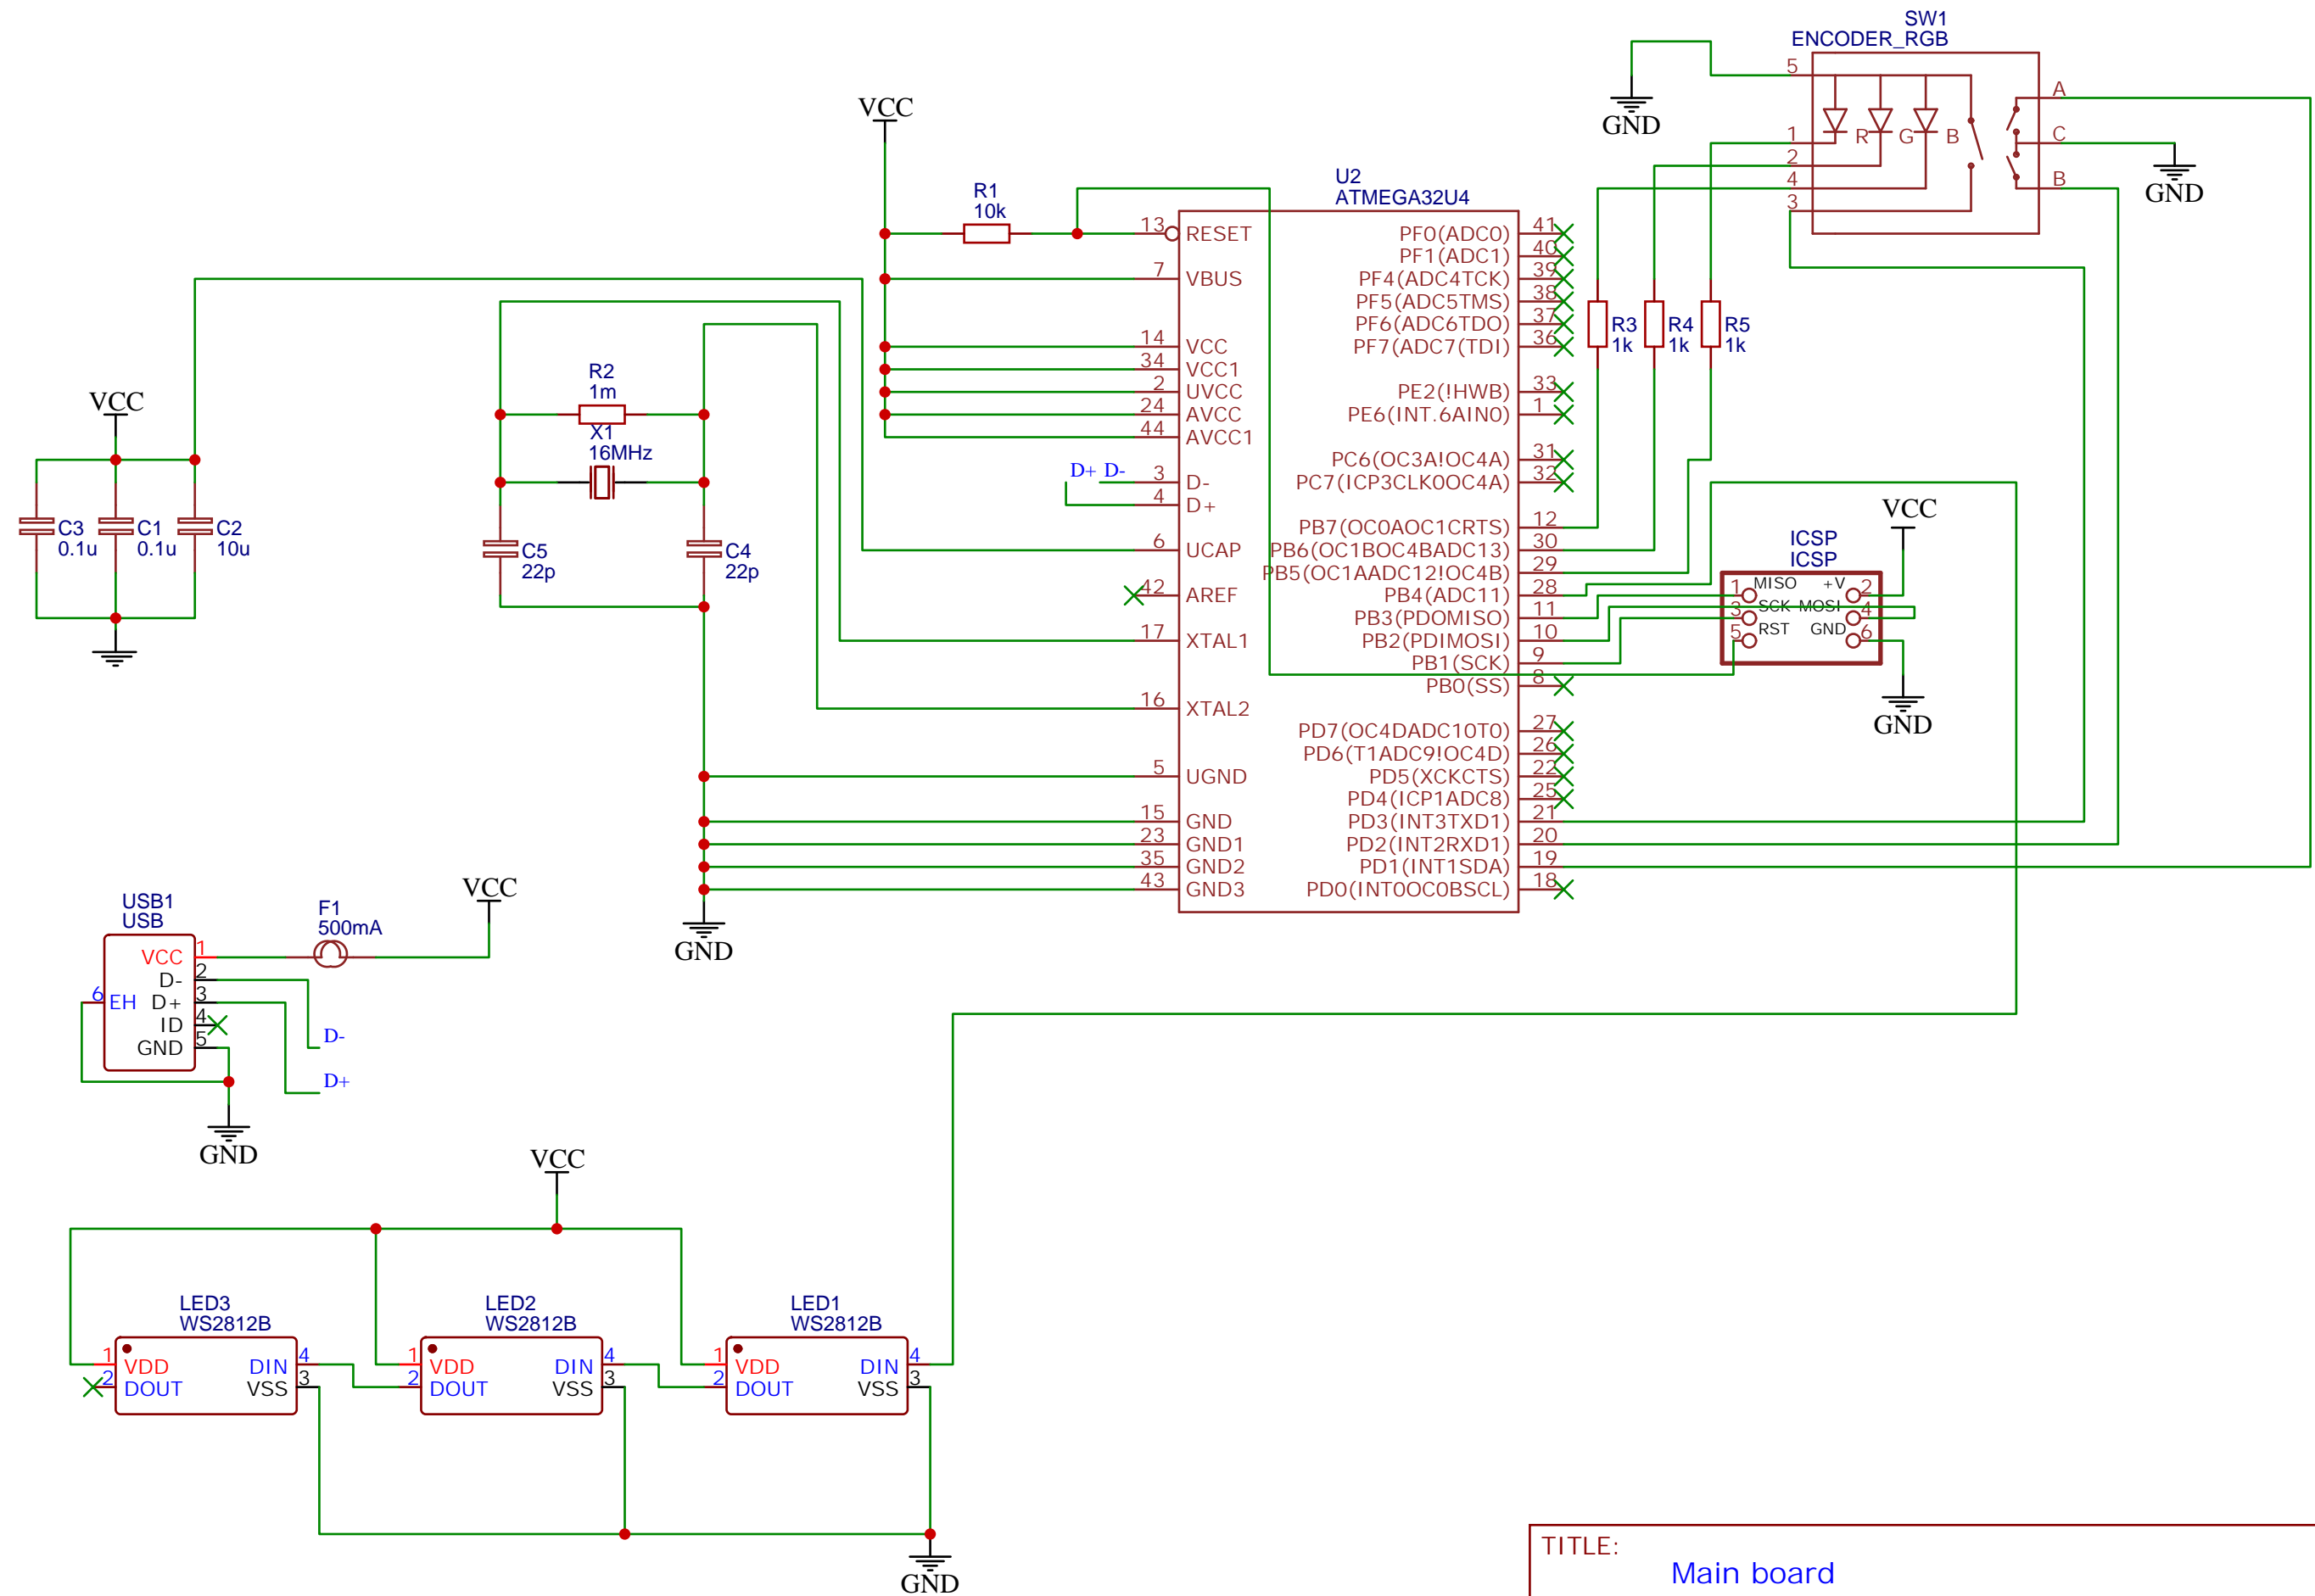 SW1
ENCODER_RGB
5
1
2
4
3
R
G
B
A
C
B
GND
GND
VCC
R1
10k
U2
ATMEGA32U4
13 RESET
7 VBUS
14 VCC
34 VCC1
2 UVCC
24 AVCC
44 AVCC1
D+ D-
3 D-
4 D+
6 UCAP
42 AREF
17 XTAL1
16 XTAL2
5 UGND
15 GND
23 GND1
35 GND2
43 GND3
PF0(ADC0) 41
PF1(ADC1) 40
PF4(ADC4TCK) 39
PF5(ADC5TMS) 38
PF6(ADC6TDO) 37
PF7(ADC7(TDI) 36
PE2(!HWB) 33
PE6(INT.6AIN0) 1
PC6(OC3A!OC4A) 31
PC7(ICP3CLK0OC4A) 32
PB7(OC0AOC1CRTS) 12
PB6(OC1BOC4BADC13) 30
PB5(OC1AADC12!OC4B) 29
PB4(ADC11) 28
PB3(PDOMISO) 11
PB2(PDIMOSI) 10
PB1(SCK) 9
PB0(SS) 8
PD7(OC4DADC10T0) 27
PD6(T1ADC9!OC4D) 26
PD5(XCKCTS) 22
PD4(ICP1ADC8) 25
PD3(INT3TXD1) 21
PD2(INT2RXD1) 20
PD1(INT1SDA) 19
PD0(INT0OC0BSCL) 18
R3
1k
R4
1k
R5
1k
VCC
ICSP
ICSP
1 MISO +V 2
3 SCK MOSI 4
5 RST GND 6
GND
R2
1m
X1
16MHz
C5
22p
C4
22p
GND
VCC
C3
0.1u
C1
0.1u
C2
10u
USB1
USB
VCC 1
D- 2
6 EH D+ 3
ID 4
GND 5
F1
500mA
VCC
D-
D+
GND
VCC
LED3
WS2812B
1 VDD DIN 4
2 DOUT VSS 3
LED2
WS2812B
1 VDD DIN 4
2 DOUT VSS 3
LED1
WS2812B
1 VDD DIN 4
2 DOUT VSS 3
GND
TITLE:
Main board